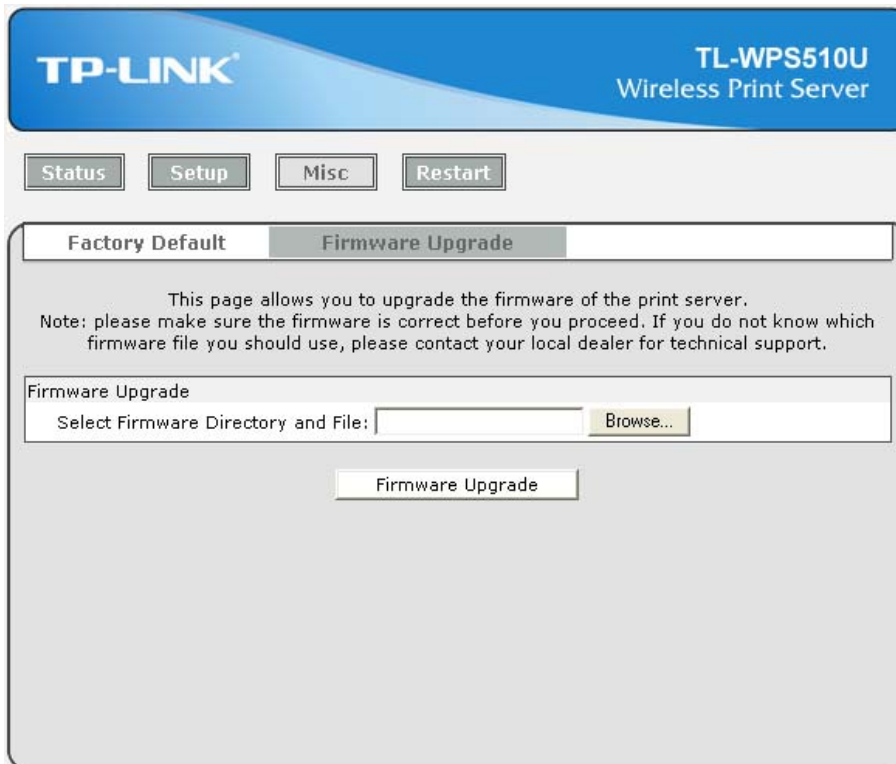 TP-LINK®
TL-WPS510U
Wireless Print Server
Status Setup Misc Restart
Factory Default Firmware Upgrade
This page allows you to upgrade the firmware of the print server.
Note: please make sure the firmware is correct before you proceed. If you do not know which
firmware file you should use, please contact your local dealer for technical support.
Firmware Upgrade
Select Firmware Directory and File: Browse...
Firmware Upgrade